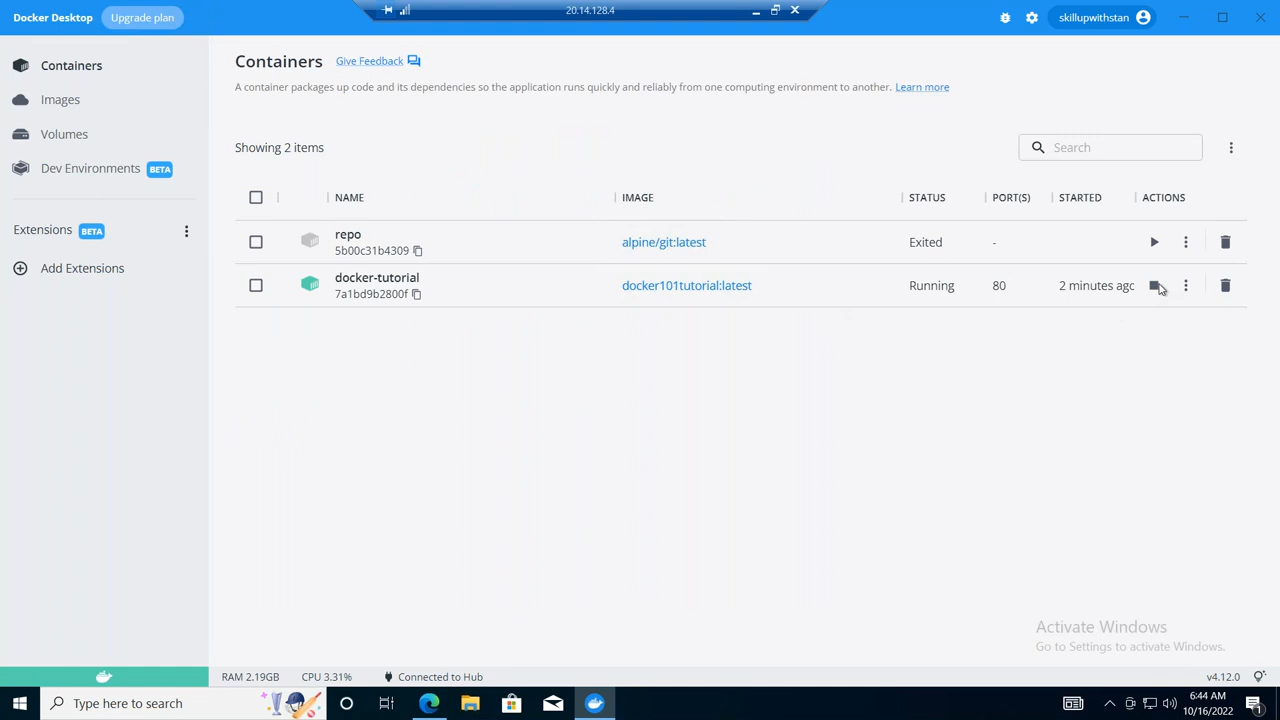 Docker Desktop Upgrade plan 20.14.128.4 skillupwithstan
Containers
Images
Volumes
Dev Environments BETA
Extensions BETA
Add Extensions
Containers Give Feedback
A container packages up code and its dependencies so the application runs quickly and reliably from one computing environment to another. Learn more
Showing 2 items Search
NAME IMAGE STATUS PORT(S) STARTED ACTIONS
repo
5b00c31b4309
alpine/git:latest Exited -
docker-tutorial
7a1bd9b2800f
docker101tutorial:latest Running 80 2 minutes ago
Activate Windows
Go to Settings to activate Windows.
RAM 2.19GB CPU 3.31% Connected to Hub v4.12.0
Type here to search
6:44 AM
10/16/2022
1